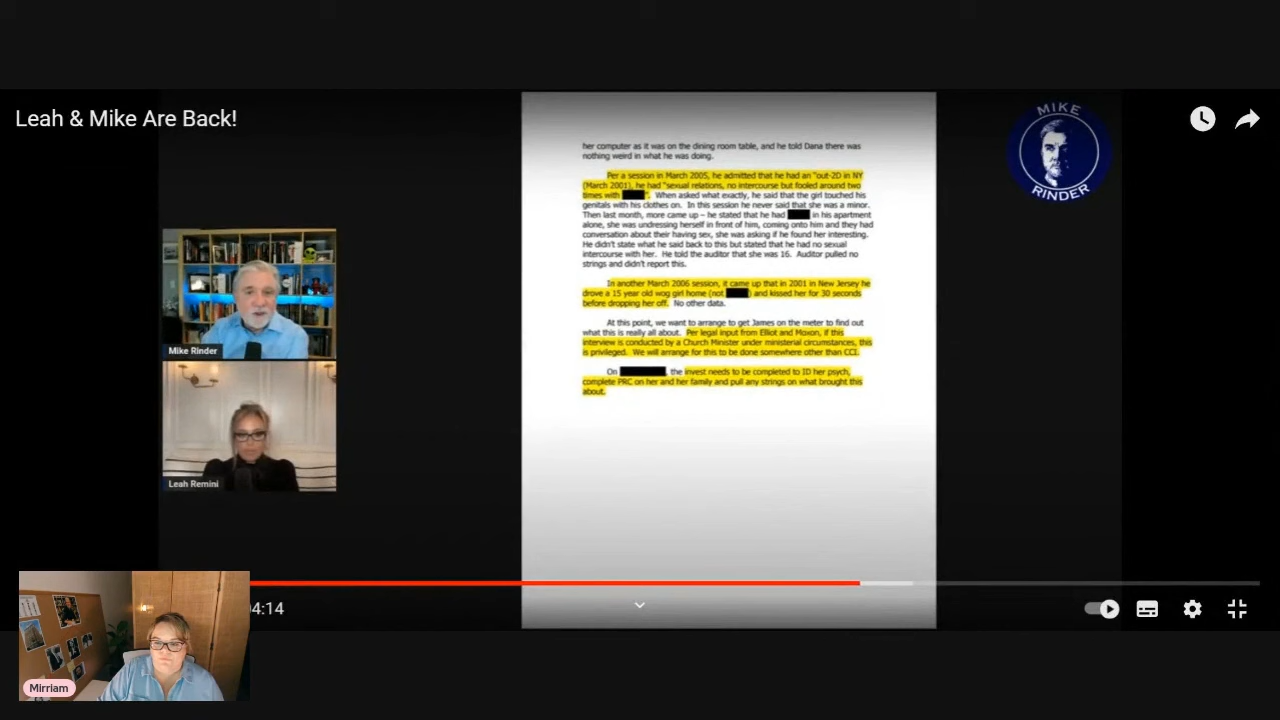 Leah & Mike Are Back!
MIKE
RINDER
her computer as it was on the dining room table, and he told Dana there was
nothing weird in what he was doing.
Per a session in March 2005, he admitted that he had an "out-2D in NY
(March 2001), he had "sexual relations, no intercourse but fooled around two
times with ". When asked what exactly, he said that the girl touched his
genitals with his clothes on. In this session he never said that she was a minor.
Then last month, more came up – he stated that he had in his apartment
alone, she was undressing herself in front of him, coming onto him and they had
conversation about their having sex, she was asking if he found her interesting.
He didn't state what he said back to this but stated that he had no sexual
intercourse with her. He told the auditor that she was 16. Auditor pulled no
strings and didn't report this.
In another March 2006 session, it came up that in 2001 in New Jersey he
drove a 15 year old wog girl home (not ) and kissed her for 30 seconds
before dropping her off. No other data.
At this point, we want to arrange to get James on the meter to find out
what this is really all about. Per legal input from Elliot and Moxon, if this
interview is conducted by a Church Minister under ministerial circumstances, this
is privileged. We will arrange for this to be done somewhere other than CCI.
On , the invest needs to be completed to ID her psych,
complete PRC on her and her family and pull any strings on what brought this
about.
Mike Rinder
Leah Remini
4:14
Mirriam